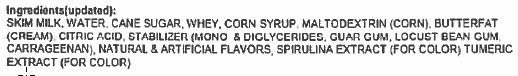 Ingredients(updated):
SKIM MILK, WATER, CANE SUGAR, WHEY, CORN SYRUP, MALTODEXTRIN (CORN), BUTTERFAT
(CREAM), CITRIC ACID, STABILIZER (MONO & DIGLYCERIDES, GUAR GUM, LOCUST BEAN GUM,
CARRAGEENAN), NATURAL & ARTIFICIAL FLAVORS, SPIRULINA EXTRACT (FOR COLOR) TUMERIC
EXTRACT (FOR COLOR)